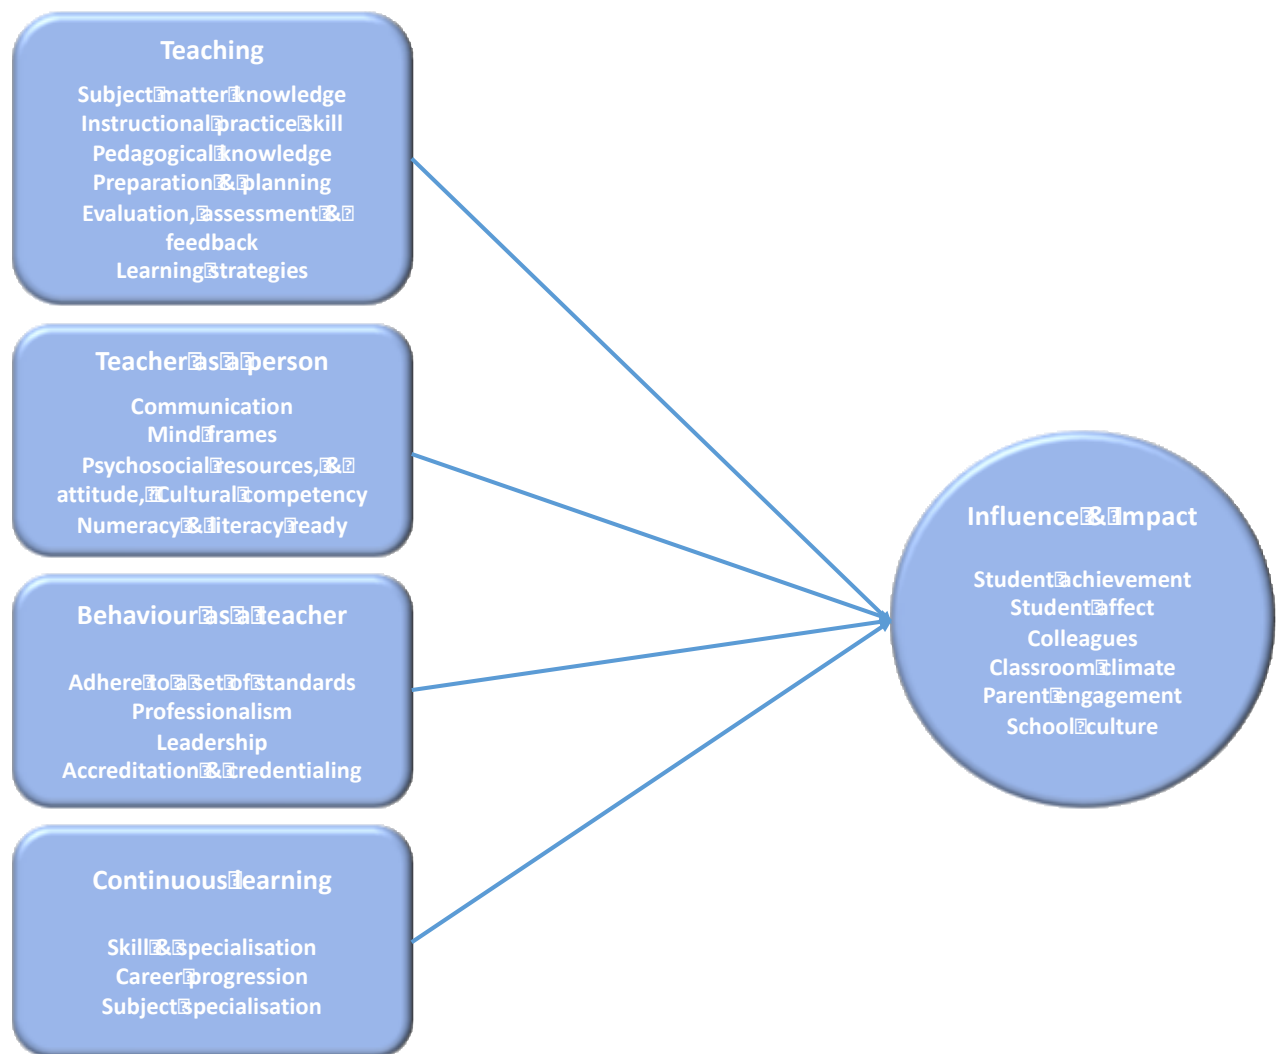 Teaching
Subject matter knowledge
Instructional practice skill
Pedagogical knowledge
Preparation & planning
Evaluation, assessment &
feedback
Learning strategies
Teacher as a person
Communication
Mind frames
Psychosocial resources, &
attitude, Cultural competency
Numeracy & literacy ready
Behaviour as a teacher
Adhere to a set of standards
Professionalism
Leadership
Accreditation & credentialing
Continuous learning
Skill & specialisation
Career progression
Subject specialisation
Influence & Impact
Student achievement
Student affect
Colleagues
Classroom climate
Parent engagement
School culture